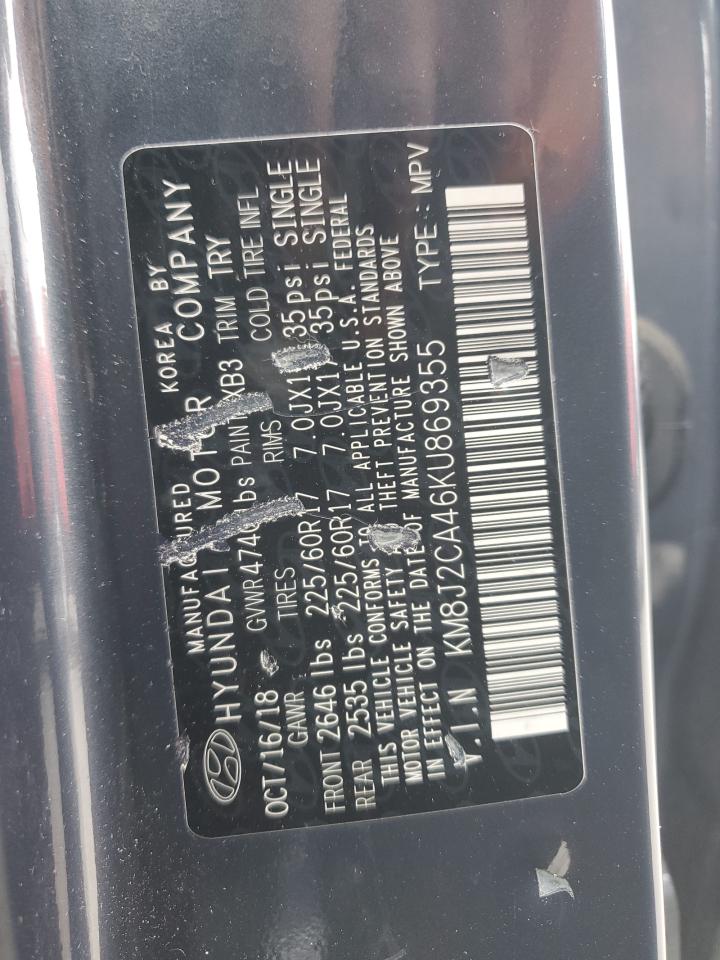 MANUFACTURED KOREA BY
HYUNDAI MOTOR COMPANY
OCT/16/18 GVWR 4740 lbs PAINT XB3 TRIM TRY
GAWR TIRES RIMS COLD TIRE INFL
FRONT 2646 lbs 225/60R17 7.0JX17 35psi SINGLE
REAR 2535 lbs 225/60R17 7.0JX17 35psi SINGLE
THIS VEHICLE CONFORMS TO ALL APPLICABLE U.S.A. FEDERAL
MOTOR VEHICLE SAFETY THEFT PREVENTION STANDARDS
IN EFFECT ON THE DATE OF MANUFACTURE SHOWN ABOVE
V.I.N KM8J2CA46KU869355 TYPE : MPV